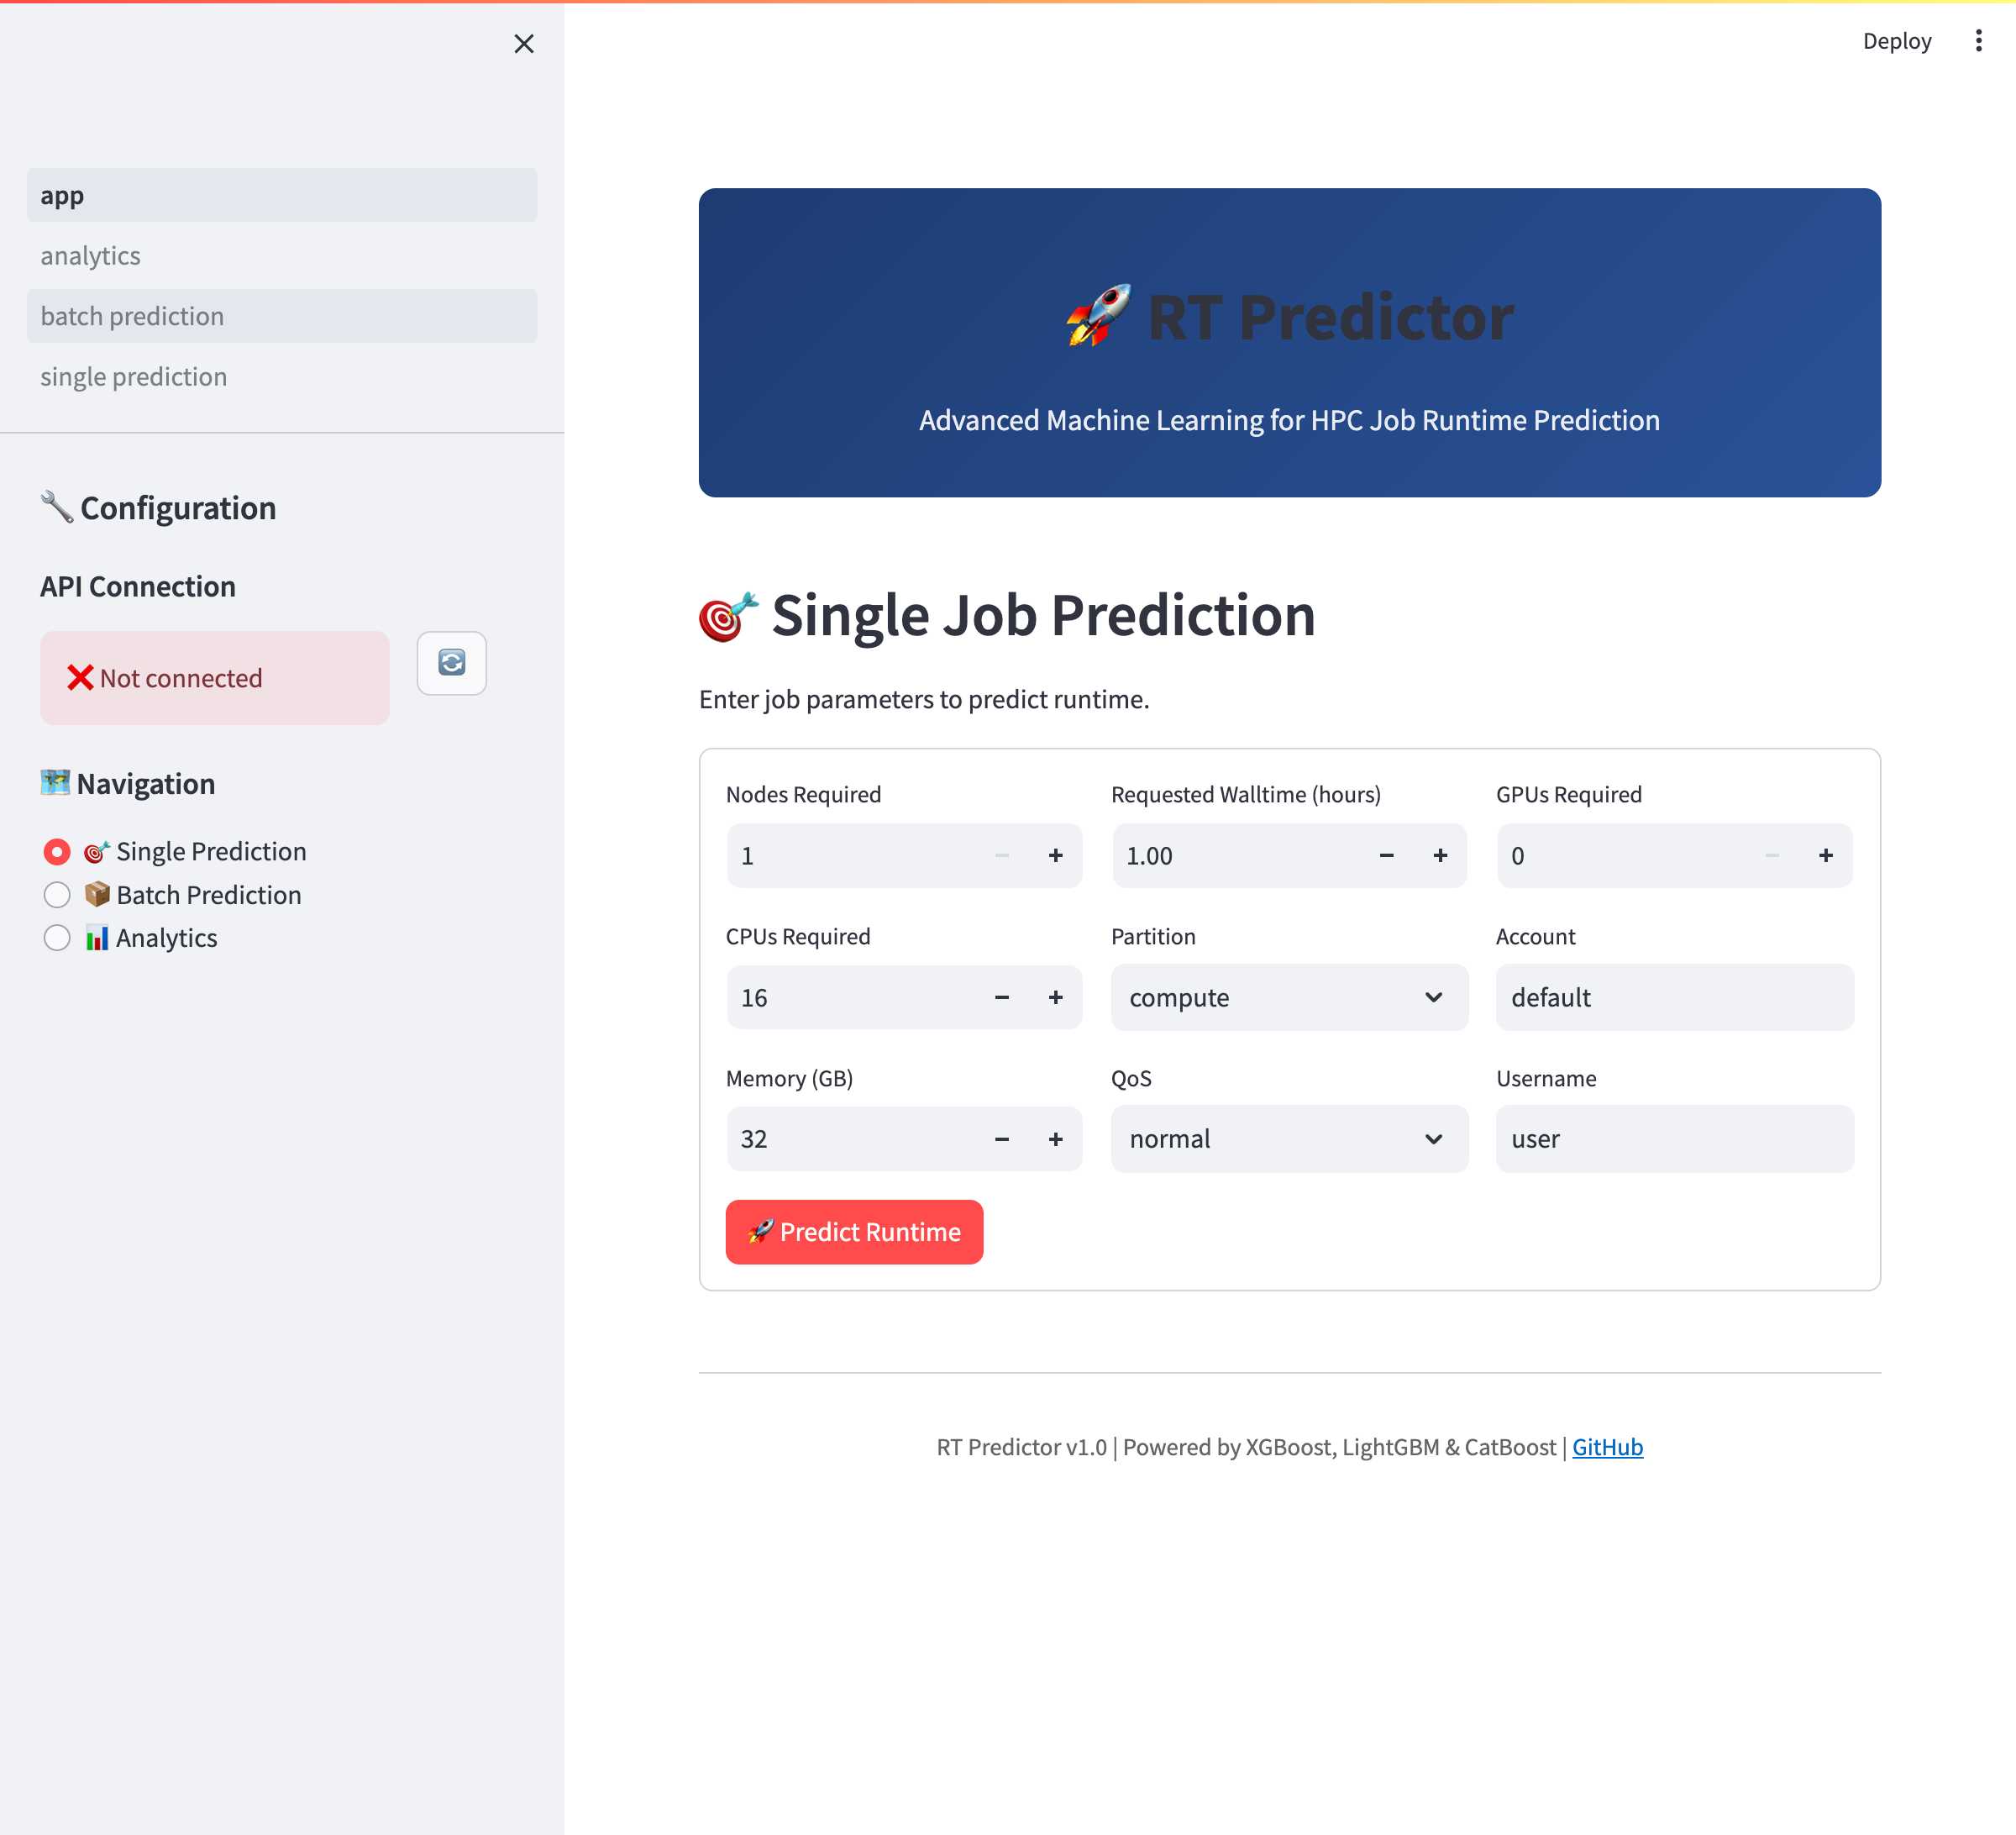 Deploy
app
analytics
batch prediction
single prediction
🔧 Configuration
API Connection
❌ Not connected
🗺️ Navigation
🎯 Single Prediction
📦 Batch Prediction
📊 Analytics
🚀 RT Predictor
Advanced Machine Learning for HPC Job Runtime Prediction
🎯 Single Job Prediction
Enter job parameters to predict runtime.
Nodes Required
1
Requested Walltime (hours)
1.00
GPUs Required
0
CPUs Required
16
Partition
compute
Account
default
Memory (GB)
32
QoS
normal
Username
user
🚀 Predict Runtime
RT Predictor v1.0 | Powered by XGBoost, LightGBM & CatBoost | GitHub